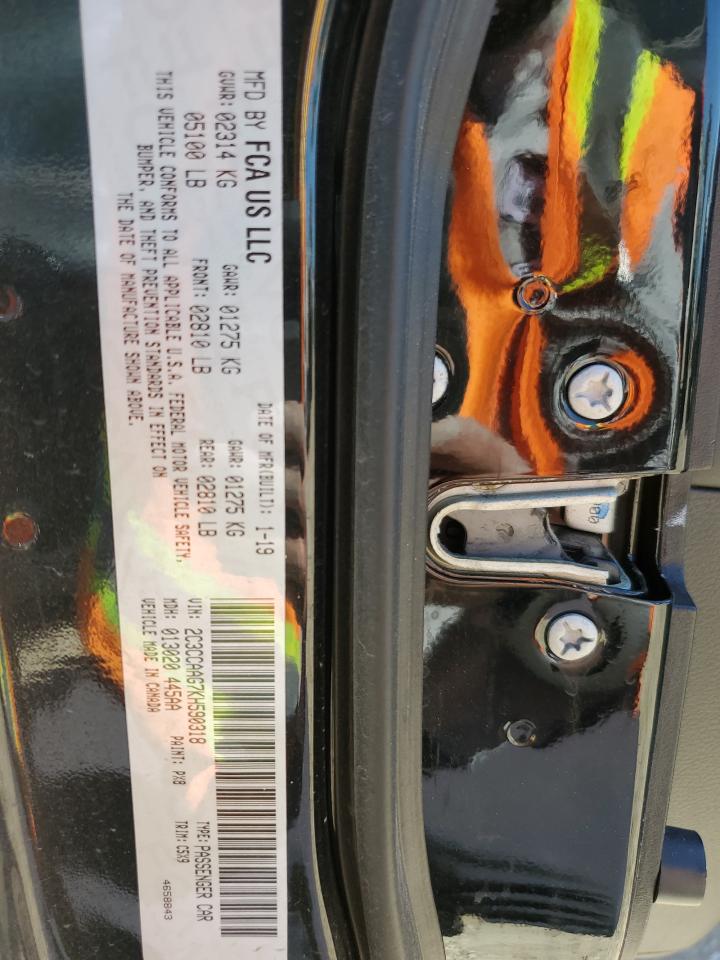 MFD BY FCA US LLC
DATE OF MFR(BUILT): 1-19
GVWR: 02314 KG
GAWR: 01275 KG
GAWR: 01275 KG
05100 LB
FRONT: 02810 LB
REAR: 02810 LB
THIS VEHICLE CONFORMS TO ALL APPLICABLE U.S.A. FEDERAL MOTOR VEHICLE SAFETY,
BUMPER, AND THEFT PREVENTION STANDARDS IN EFFECT ON
THE DATE OF MANUFACTURE SHOWN ABOVE.
VIN: 2C3CCAAG7KH590318
TYPE: PASSENGER CAR
MDH: 013020 445AA
PAINT: PX8
TRIM: C5X9
VEHICLE MADE IN CANADA
4658843